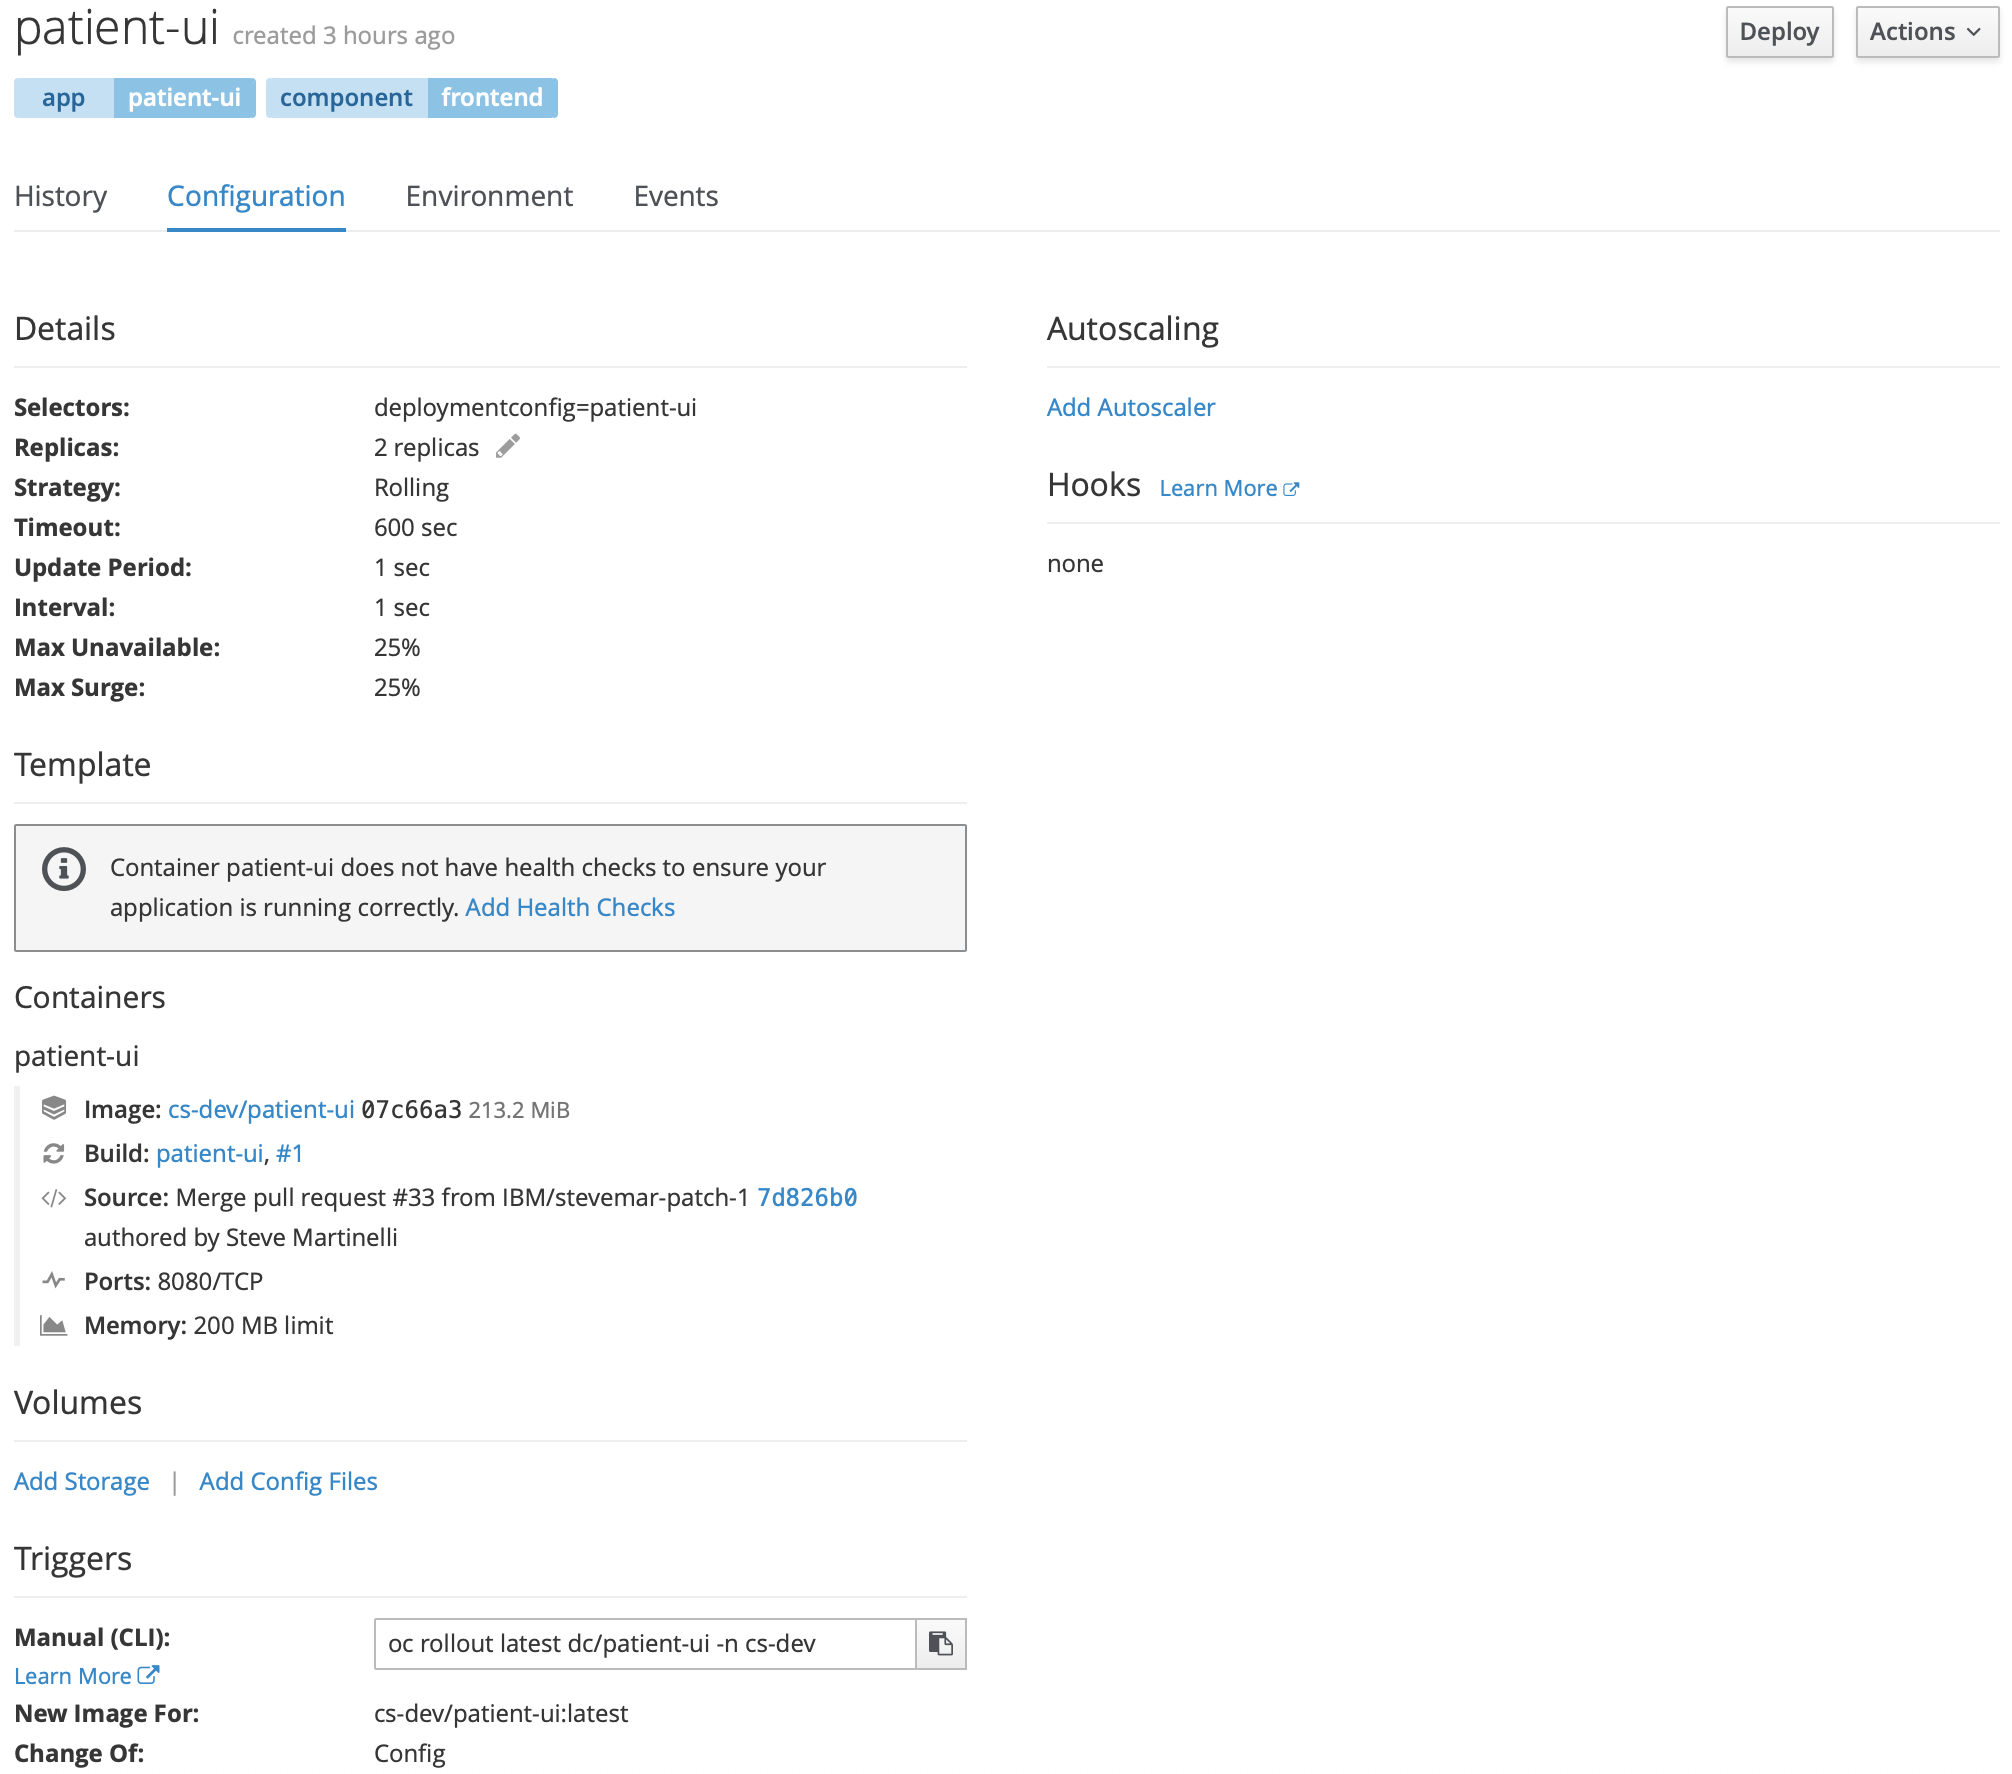 patient-ui created 3 hours ago
Deploy
Actions
app patient-ui component frontend
History Configuration Environment Events
Details
Selectors: deploymentconfig=patient-ui
Replicas: 2 replicas
Strategy: Rolling
Timeout: 600 sec
Update Period: 1 sec
Interval: 1 sec
Max Unavailable: 25%
Max Surge: 25%
Template
Container patient-ui does not have health checks to ensure your
application is running correctly. Add Health Checks
Containers
patient-ui
Image: cs-dev/patient-ui 07c66a3 213.2 MiB
Build: patient-ui, #1
</> Source: Merge pull request #33 from IBM/stevemar-patch-1 7d826b0
authored by Steve Martinelli
Ports: 8080/TCP
Memory: 200 MB limit
Volumes
Add Storage | Add Config Files
Triggers
Manual (CLI): oc rollout latest dc/patient-ui -n cs-dev
Learn More
New Image For: cs-dev/patient-ui:latest
Change Of: Config
Autoscaling
Add Autoscaler
Hooks Learn More
none